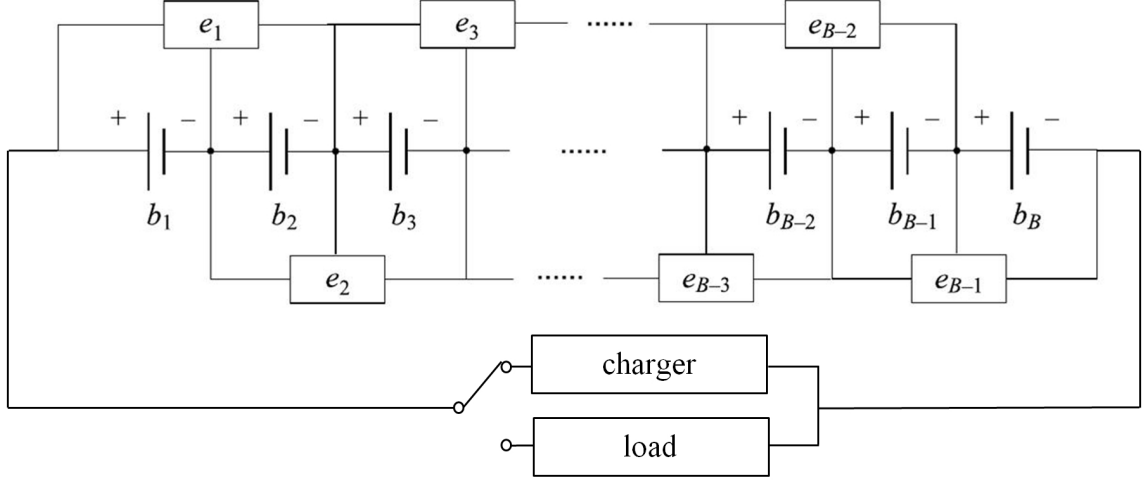 e1 e3 ...... eB–2
+ – + – + – + – + – + –
......
b1 b2 b3 bB–2 bB–1 bB
e2 ...... eB–3 eB–1
charger
load